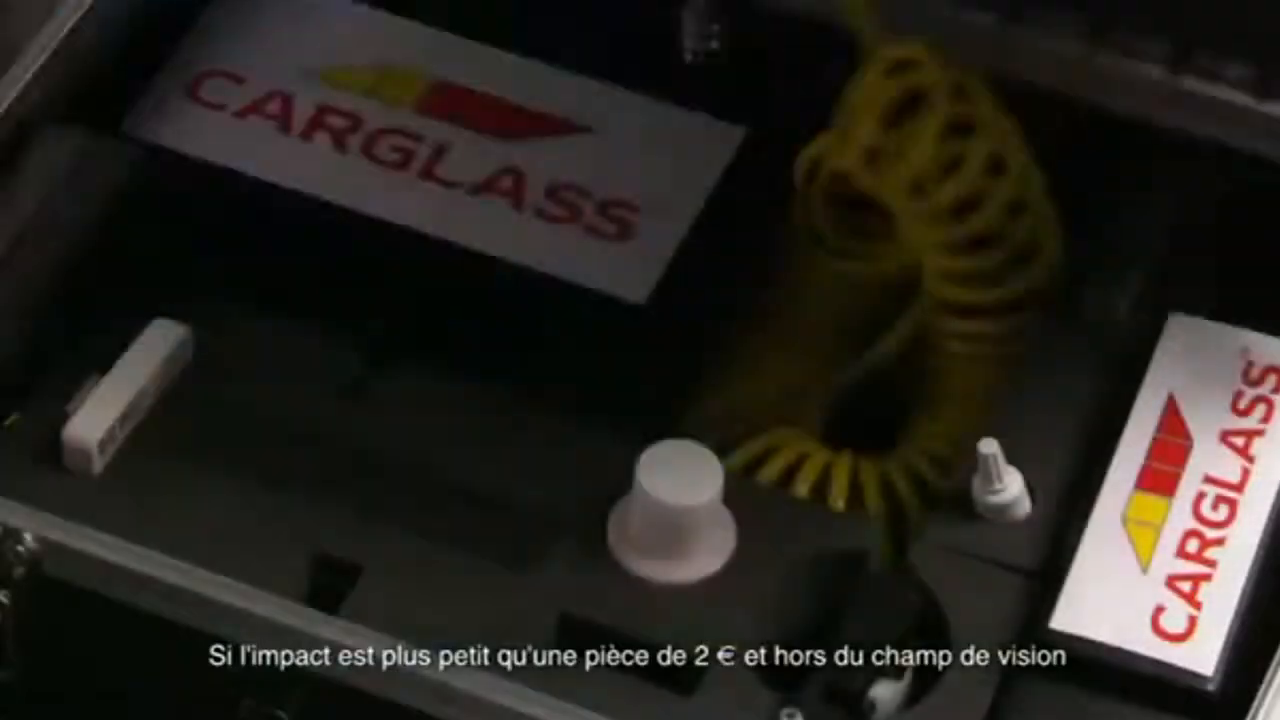 CARGLASS
CARGLASS
Si l'impact est plus petit qu'une pièce de 2 € et hors du champ de vision